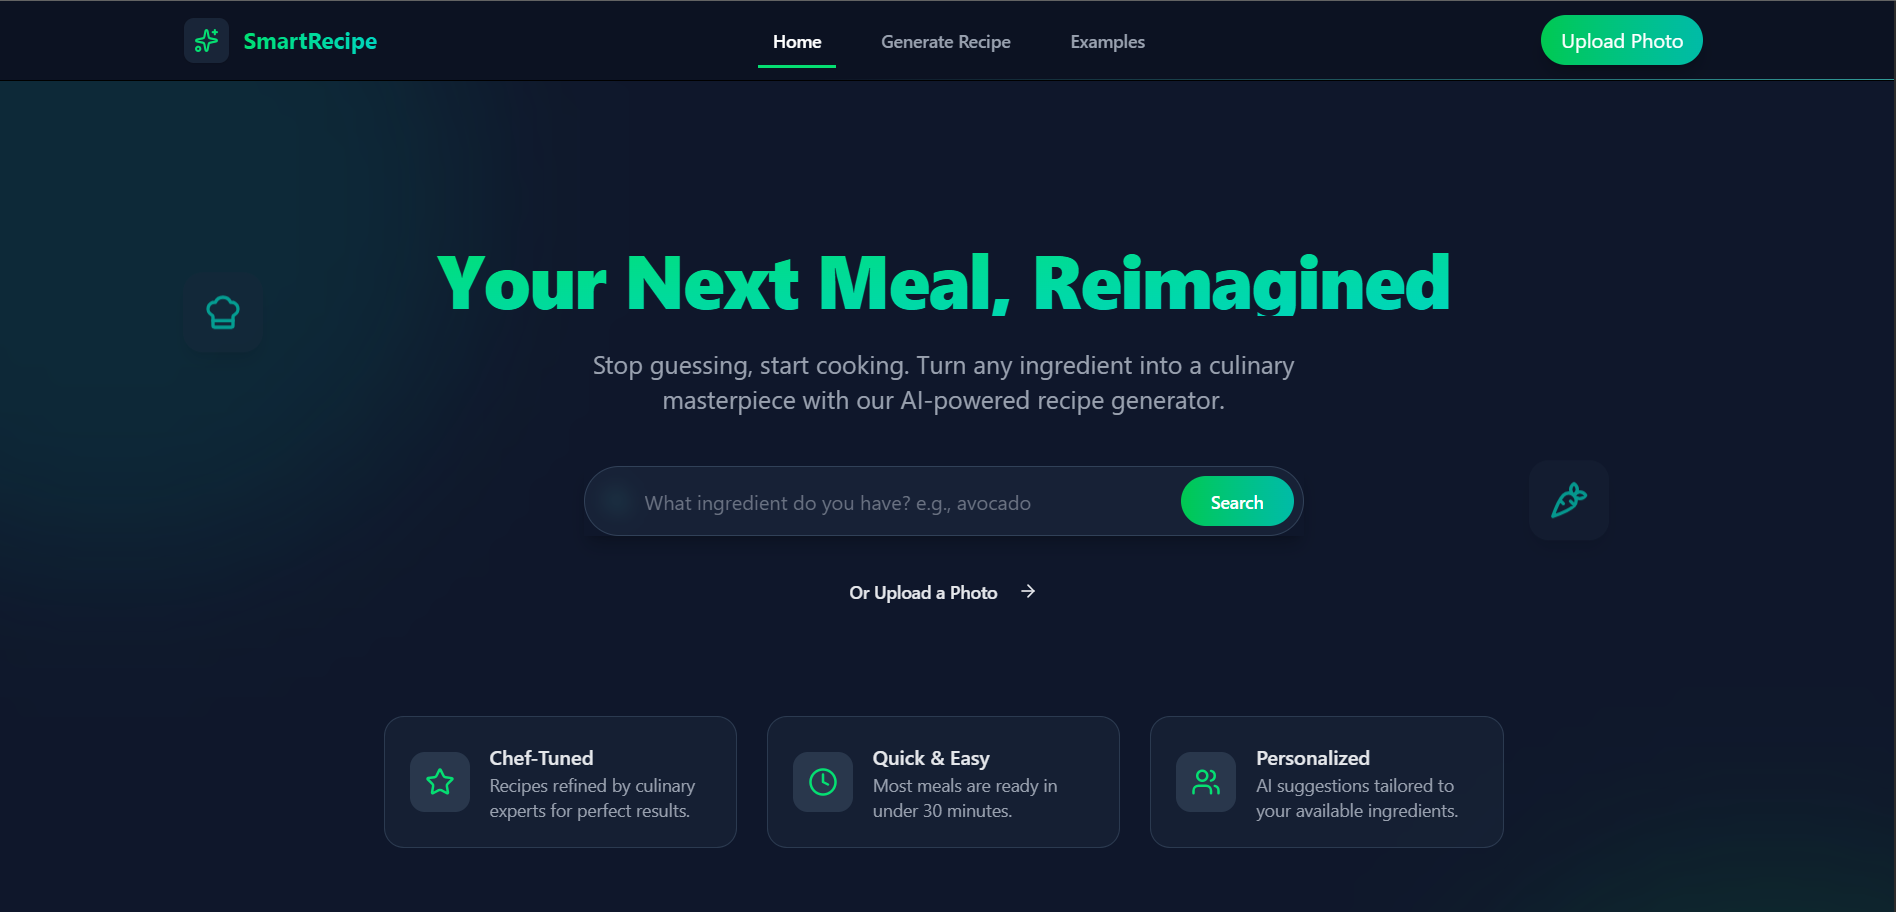 SmartRecipe
Home
Generate Recipe
Examples
Upload Photo
Your Next Meal, Reimagined
Stop guessing, start cooking. Turn any ingredient into a culinary
masterpiece with our AI-powered recipe generator.
What ingredient do you have? e.g., avocado
Search
Or Upload a Photo
Chef-Tuned
Recipes refined by culinary
experts for perfect results.
Quick & Easy
Most meals are ready in
under 30 minutes.
Personalized
AI suggestions tailored to
your available ingredients.